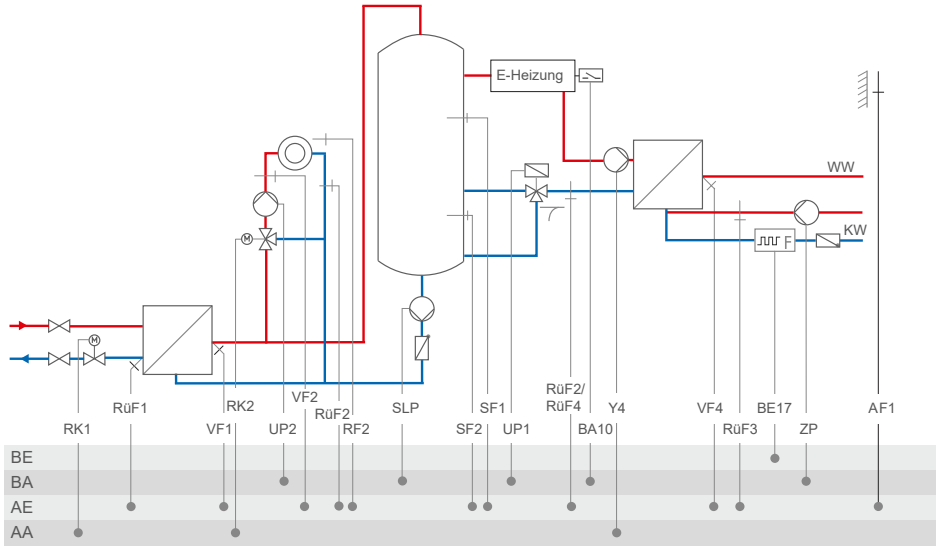 E-Heizung
WW
KW
F
M
M
RüF2/
RüF1 RK2 VF2 RüF2 SLP SF1 RüF4 Y4 VF4 BE17 AF1
RK1 VF1 UP2 RF2 SF2 UP1 BA10 RüF3 ZP
BE
BA
AE
AA